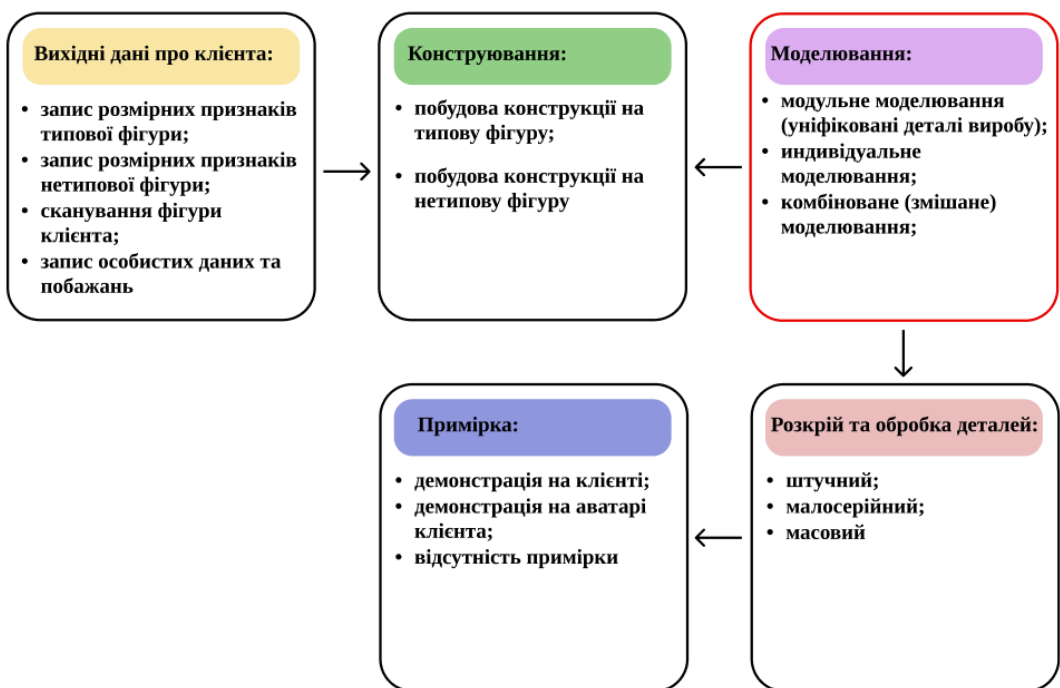 Вихідні дані про клієнта:
• запис розмірних признаків
типової фігури;
• запис розмірних признаків
нетипової фігури;
• сканування фігури
клієнта;
• запис особистих даних та
побажань
Конструювання:
• побудова конструкції на
типову фігуру;
• побудова конструкції на
нетипову фігуру
Моделювання:
• модульне моделювання
(уніфіковані деталі виробу);
• индивідуальне
моделювання;
• комбіноване (змішане)
моделювання;
Примірка:
• демонстрація на клієнті;
• демонстрація на аватарі
клієнта;
• відсутність примірки
Розкрій та обробка деталей:
• штучний;
• малосерійний;
• масовий